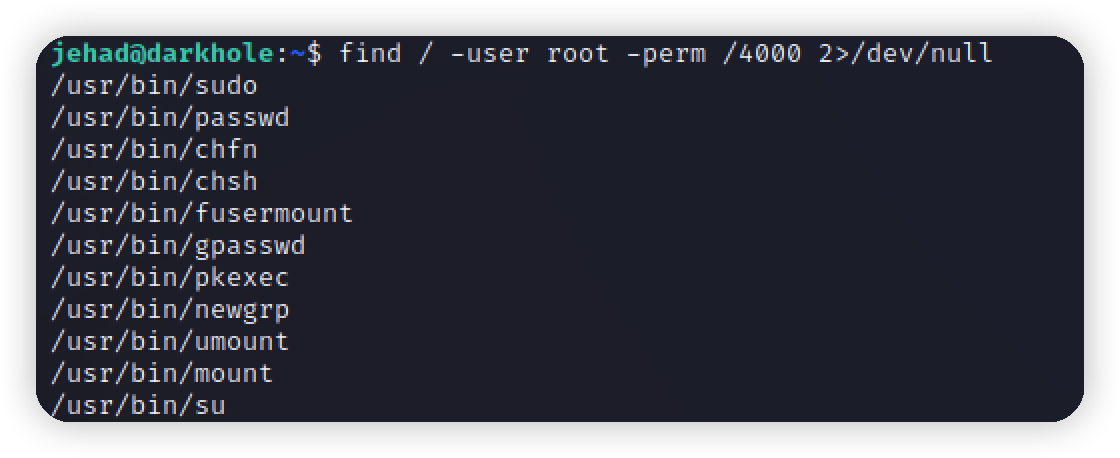 jehad@darkhole:~$ find / -user root -perm /4000 2>/dev/null
/usr/bin/sudo
/usr/bin/passwd
/usr/bin/chfn
/usr/bin/chsh
/usr/bin/fusermount
/usr/bin/gpasswd
/usr/bin/pkexec
/usr/bin/newgrp
/usr/bin/umount
/usr/bin/mount
/usr/bin/su